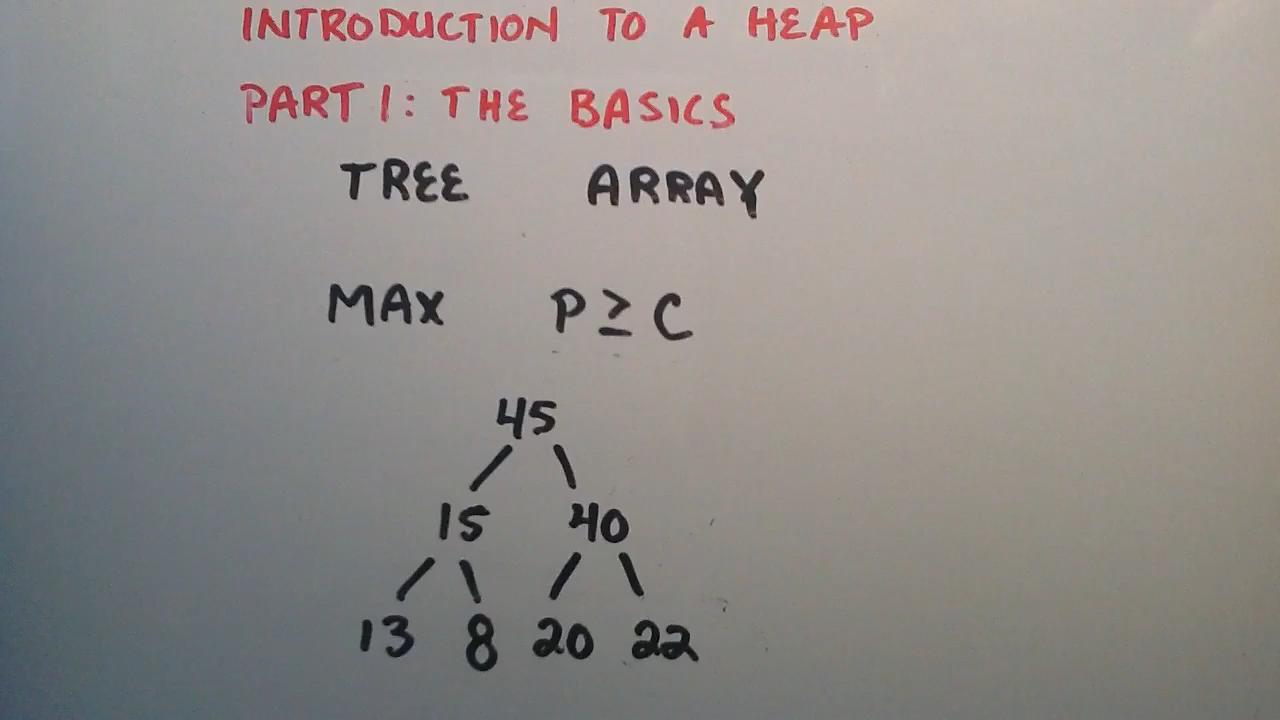 INTRODUCTION TO A HEAP
PART 1: THE BASICS
TREE ARRAY
MAX P ≥ C
45
15 40
13 8 20 22